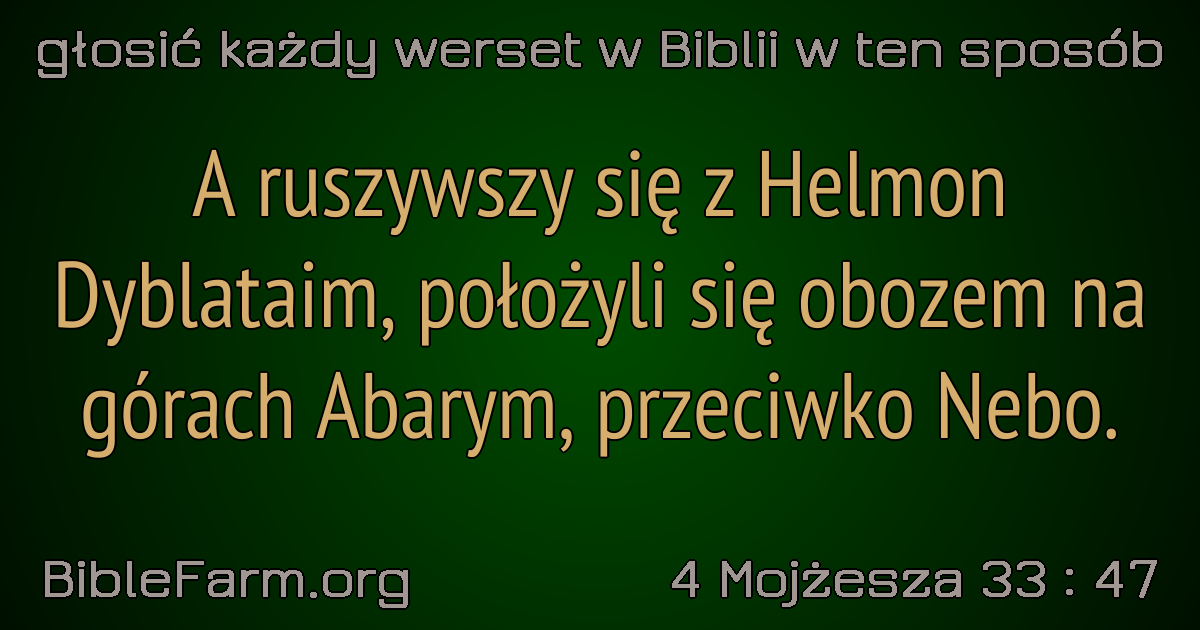 głosić każdy werset w Biblii w ten sposób
A ruszywszy się z Helmon
Dyblataim, położyli się obozem na
górach Abarym, przeciwko Nebo.
BibleFarm.org
4 Mojżesza 33 : 47